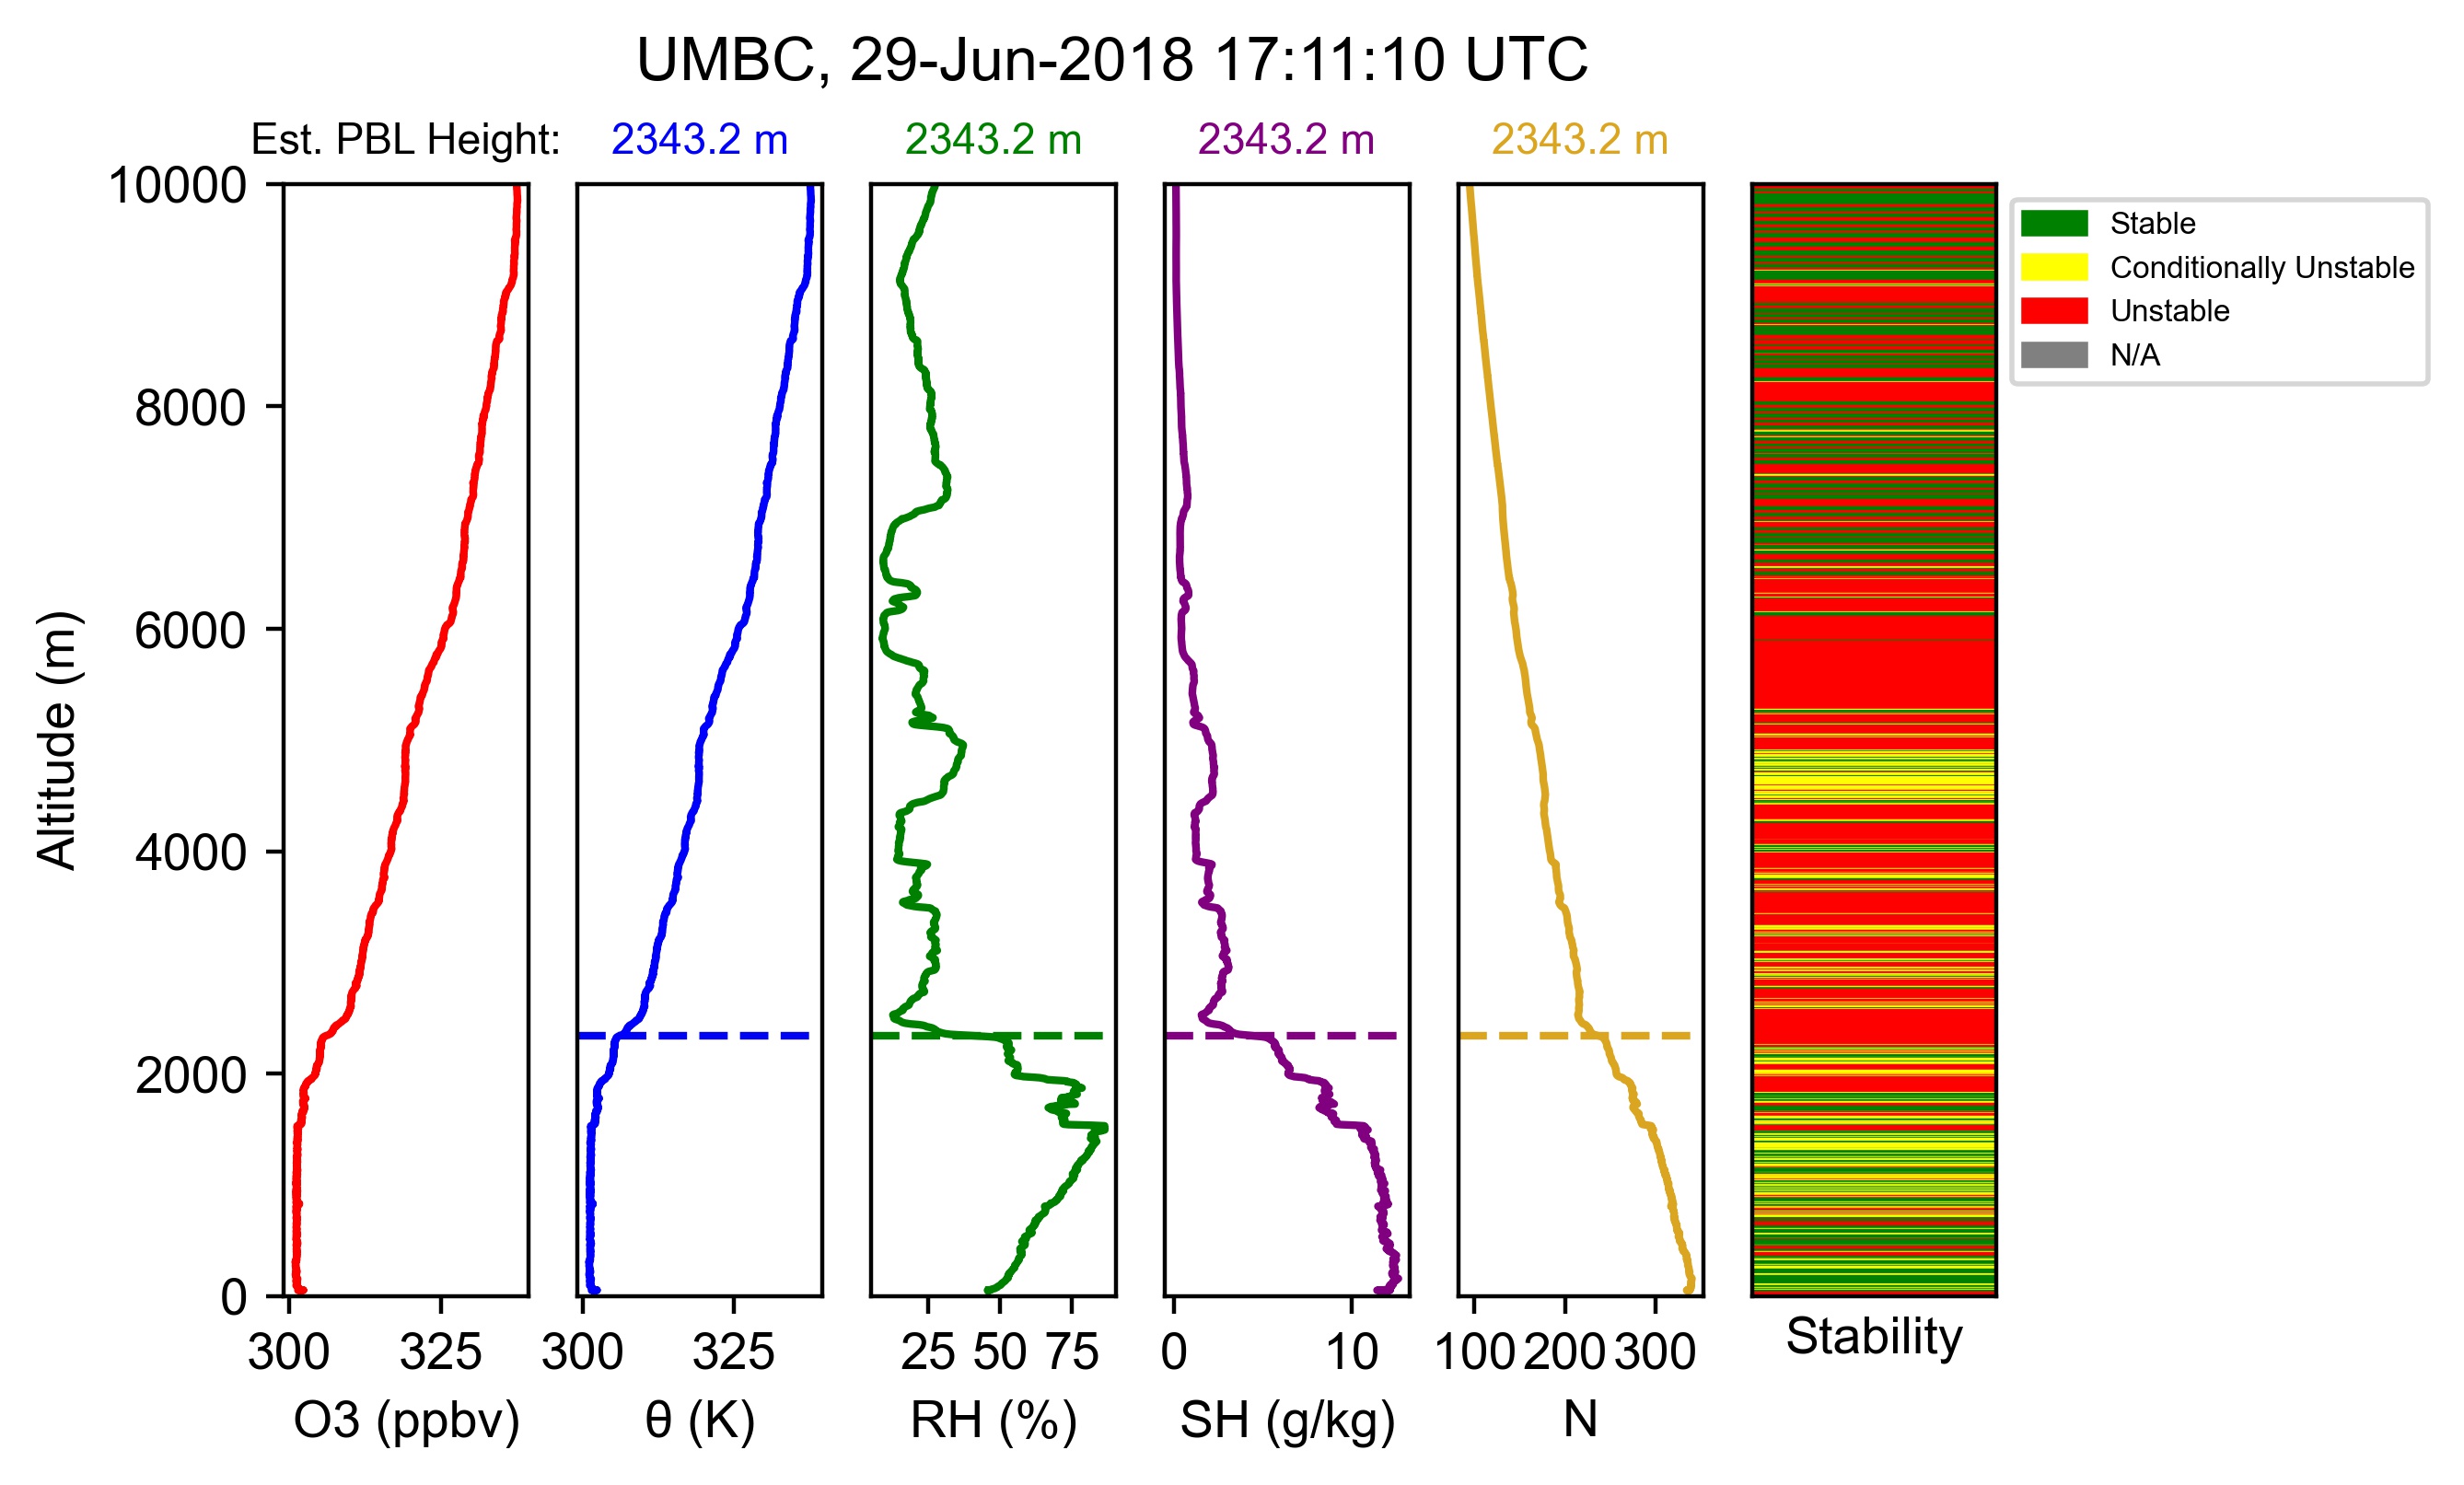 UMBC, 29-Jun-2018 17:11:10 UTC
Est. PBL Height: 2343.2 m 2343.2 m 2343.2 m 2343.2 m
10000
8000
6000
4000
2000
0
Altitude (m)
Stable
Conditionally Unstable
Unstable
N/A
300 325 300 325 25 50 75 0 10 100 200 300 Stability
O3 (ppbv) θ (K) RH (%) SH (g/kg) N